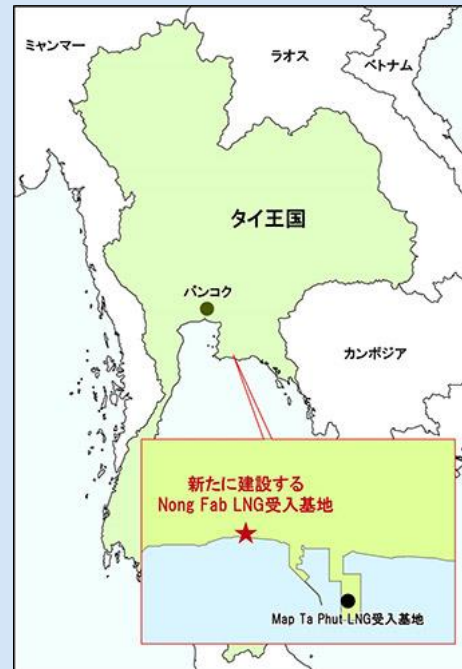 ミャンマー
ラオス
ベトナム
タイ王国
バンコク
カンボジア
新たに建設する
Nong Fab LNG受入基地
Map Ta Phut LNG受入基地